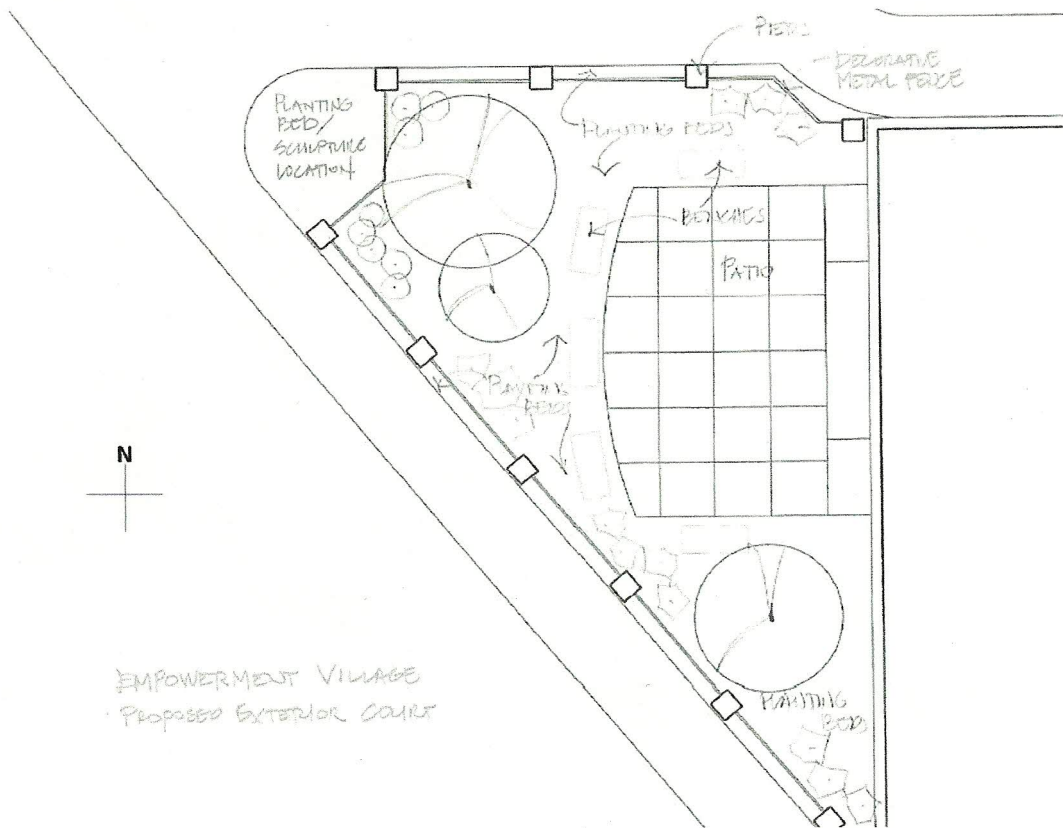 PIERS
DECORATIVE
METAL FENCE
PLANTING
BED/
SCULPTURE
LOCATION
PLANTING BEDS
BENCHES
PATIO
PLANTING
BEDS
N
PLANTING
BEDS
EMPOWERMENT VILLAGE
PROPOSED EXTERIOR COURT